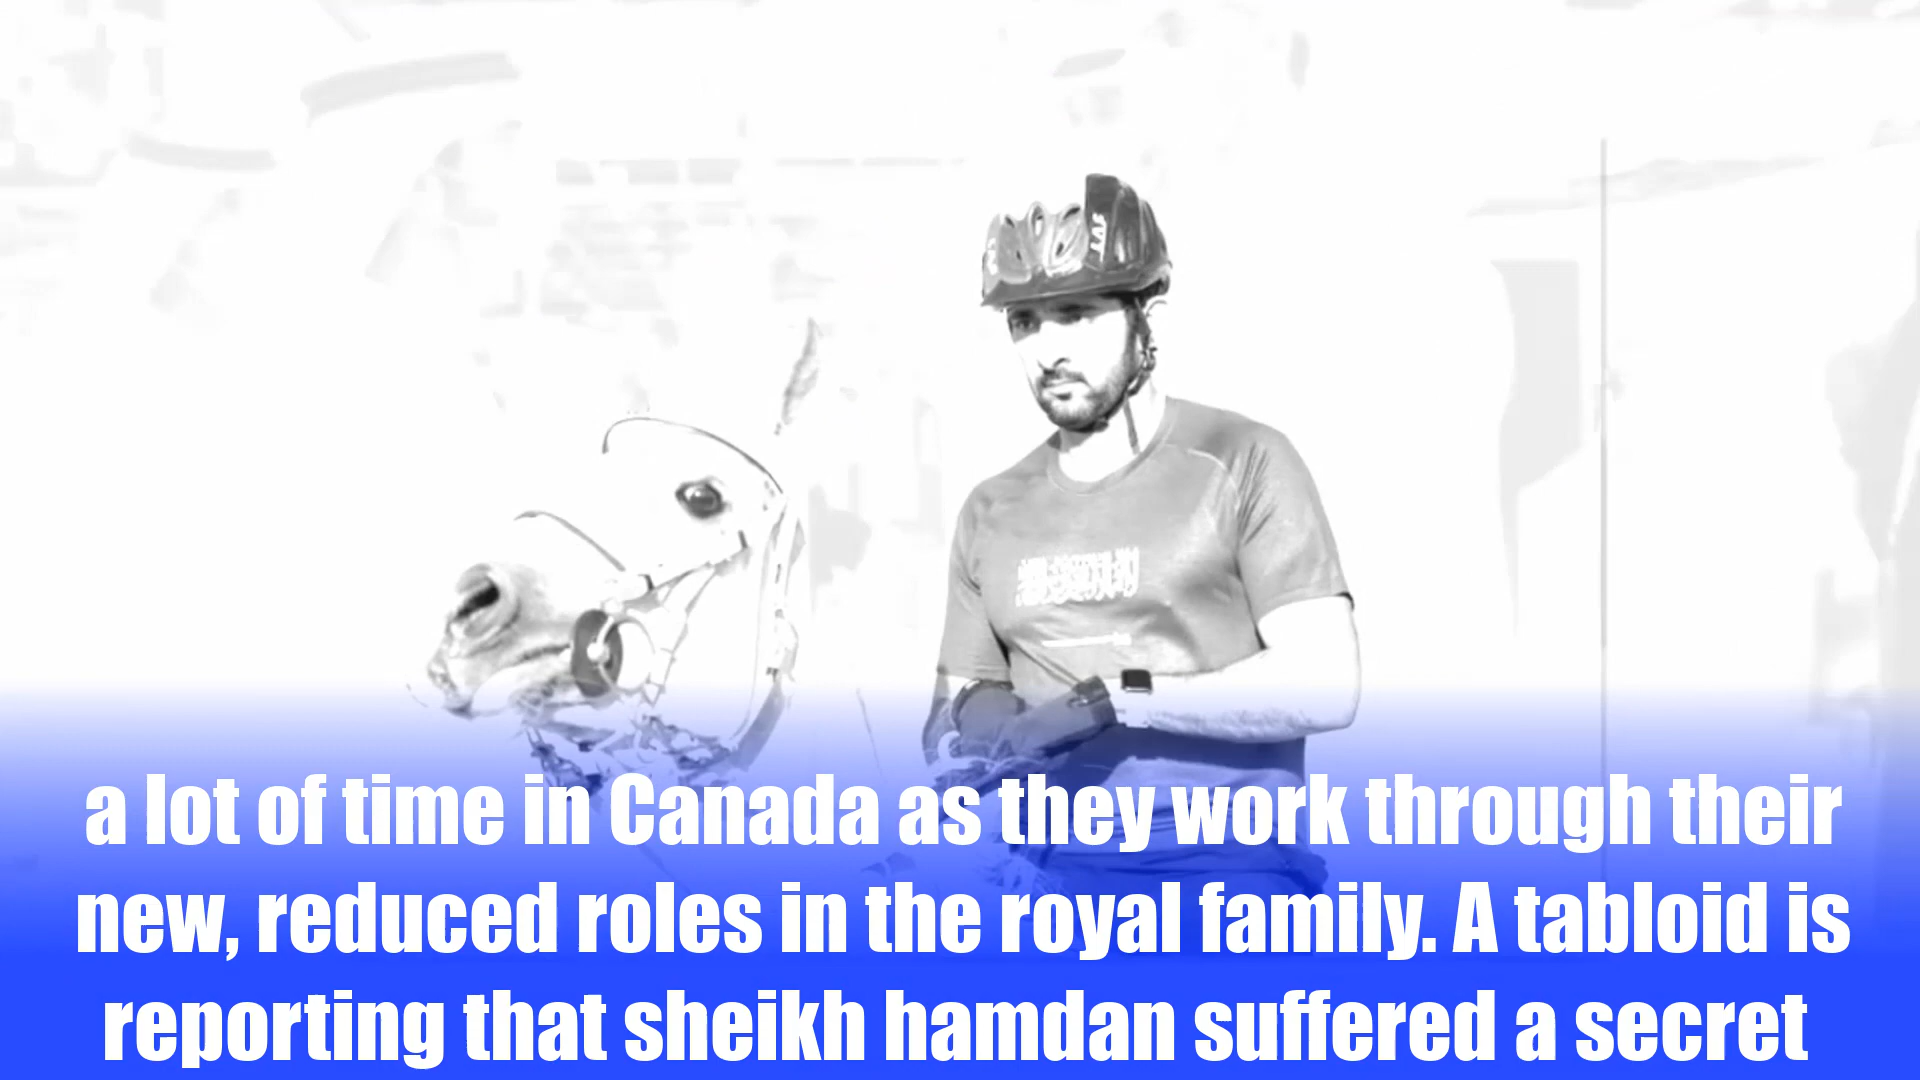 a lot of time in Canada as they work through their
new, reduced roles in the royal family. A tabloid is
reporting that sheikh hamdan suffered a secret